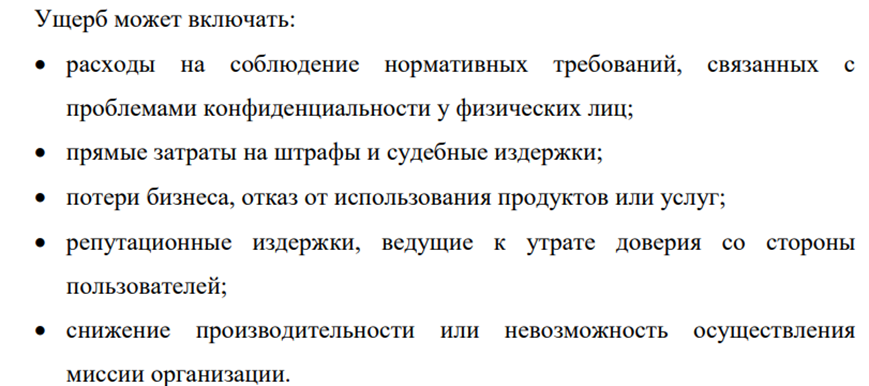 Ущерб может включать:
• расходы на соблюдение нормативных требований, связанных с
проблемами конфиденциальности у физических лиц;
• прямые затраты на штрафы и судебные издержки;
• потери бизнеса, отказ от использования продуктов или услуг;
• репутационные издержки, ведущие к утрате доверия со стороны
пользователей;
• снижение производительности или невозможность осуществления
миссии организации.